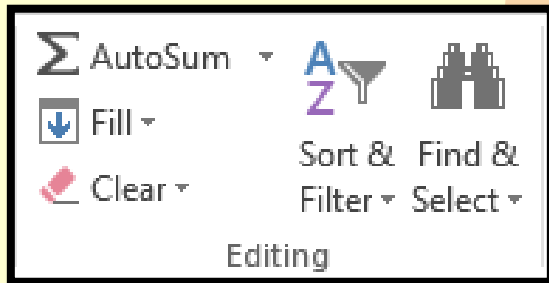 AutoSum
Fill
Clear
A
Z
Sort &
Filter
Find &
Select
Editing